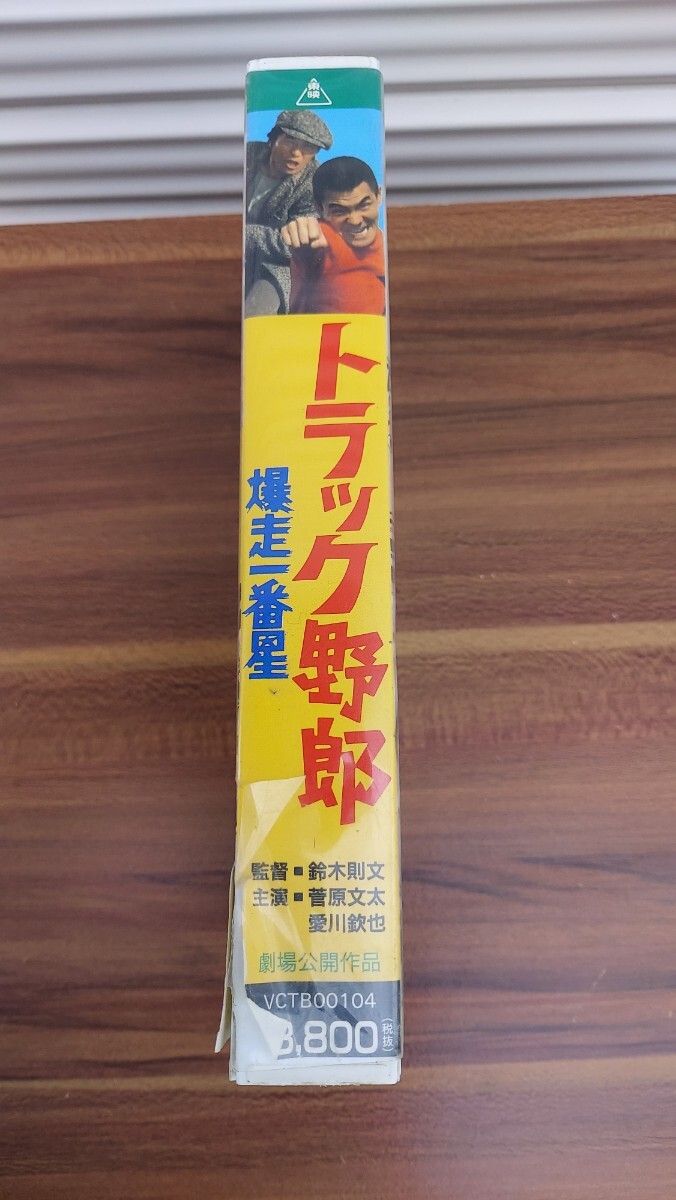 東映
トラック野郎
爆走一番星
監督■鈴木則文
主演■菅原文太
愛川欽也
劇場公開作品
VCTB00104
3,800(税抜)